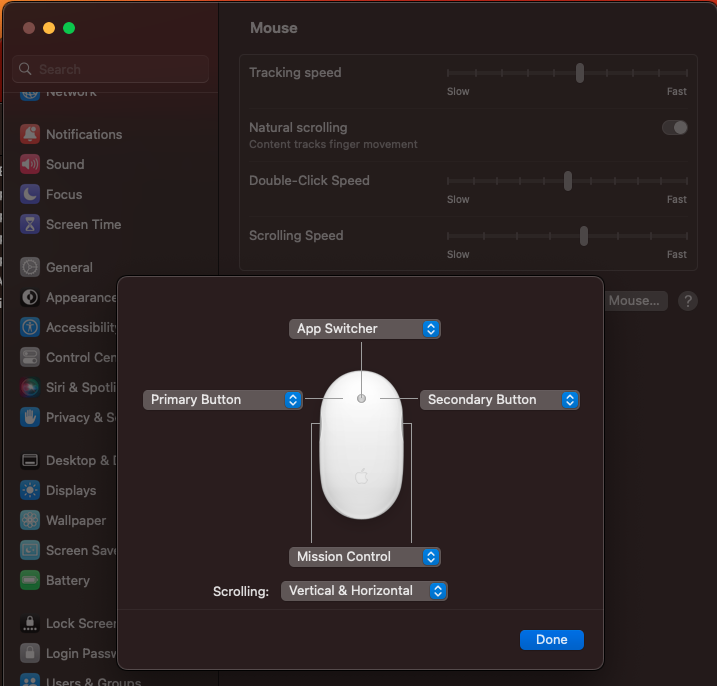 Search
Network
Notifications
Sound
Focus
Screen Time
General
Appearance
Accessibility
Control Cen
Siri & Spotli
Privacy & S
Desktop & D
Displays
Wallpaper
Screen Save
Battery
Lock Screen
Login Passw
Users & Groups
Mouse
Tracking speed
Slow Fast
Natural scrolling
Content tracks finger movement
Double-Click Speed
Slow Fast
Scrolling Speed
Slow Fast
Mouse... ?
App Switcher
Primary Button Secondary Button
Mission Control
Scrolling: Vertical & Horizontal
Done